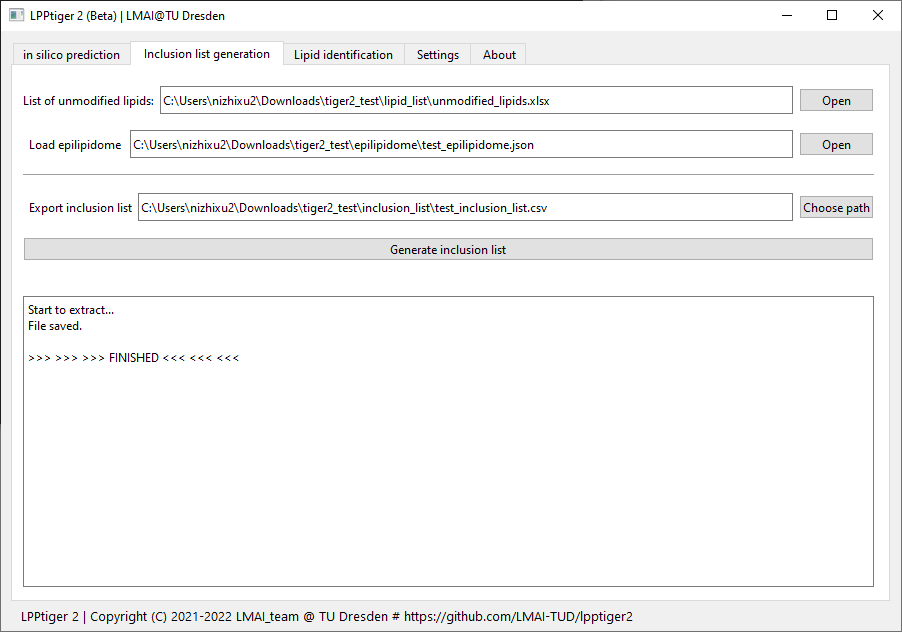 LPPtiger 2 (Beta) | LMAI@TU Dresden
in silico prediction Inclusion list generation Lipid identification Settings About
List of unmodified lipids: C:\Users\nizhixu2\Downloads\tiger2_test\lipid_list\unmodified_lipids.xlsx Open
Load epilipidome C:\Users\nizhixu2\Downloads\tiger2_test\epilipidome\test_epilipidome.json Open
Export inclusion list C:\Users\nizhixu2\Downloads\tiger2_test\inclusion_list\test_inclusion_list.csv Choose path
Generate inclusion list
Start to extract...
File saved.
>>> >>> >>> FINISHED <<< <<< <<<
LPPtiger 2 | Copyright (C) 2021-2022 LMAI_team @ TU Dresden # https://github.com/LMAI-TUD/lpptiger2